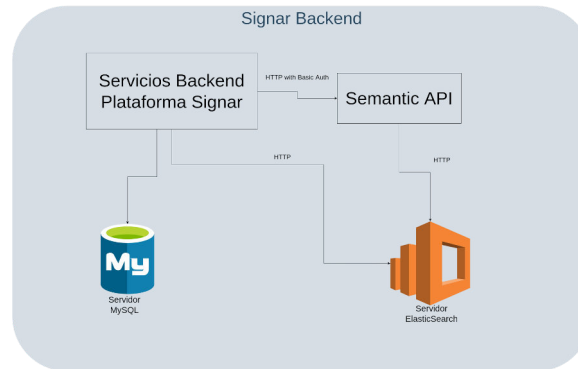 Signar Backend
Servicios Backend
Plataforma Signar
HTTP with Basic Auth
Semantic API
HTTP
HTTP
My
Servidor
MySQL
Servidor
ElasticSearch